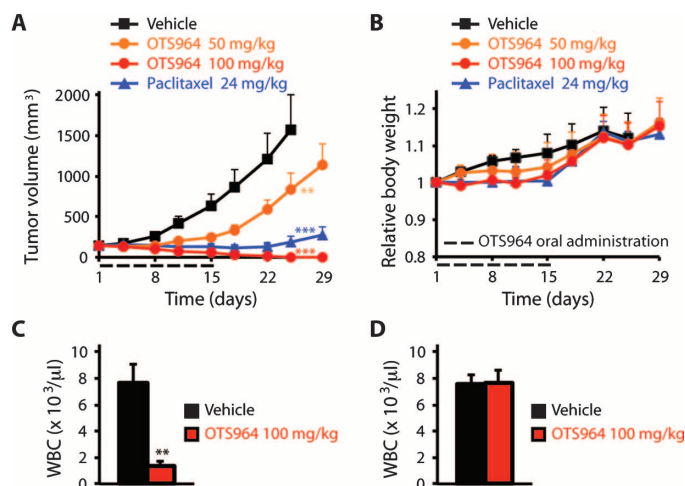 A
Vehicle
OTS964 50 mg/kg
OTS964 100 mg/kg
Paclitaxel 24 mg/kg
Tumor volume (mm³)
2000
1500
1000
500
0
**
***
***
1 8 15 22 29
Time (days)
B
Vehicle
OTS964 50 mg/kg
OTS964 100 mg/kg
Paclitaxel 24 mg/kg
Relative body weight
1.2
1.1
1.0
0.9
0.8
OTS964 oral administration
1 8 15 22 29
Time (days)
C
WBC (x 10³/μl)
10
8
6
4
2
0
**
Vehicle
OTS964 100 mg/kg
D
WBC (x 10³/μl)
10
8
6
4
2
0
Vehicle
OTS964 100 mg/kg